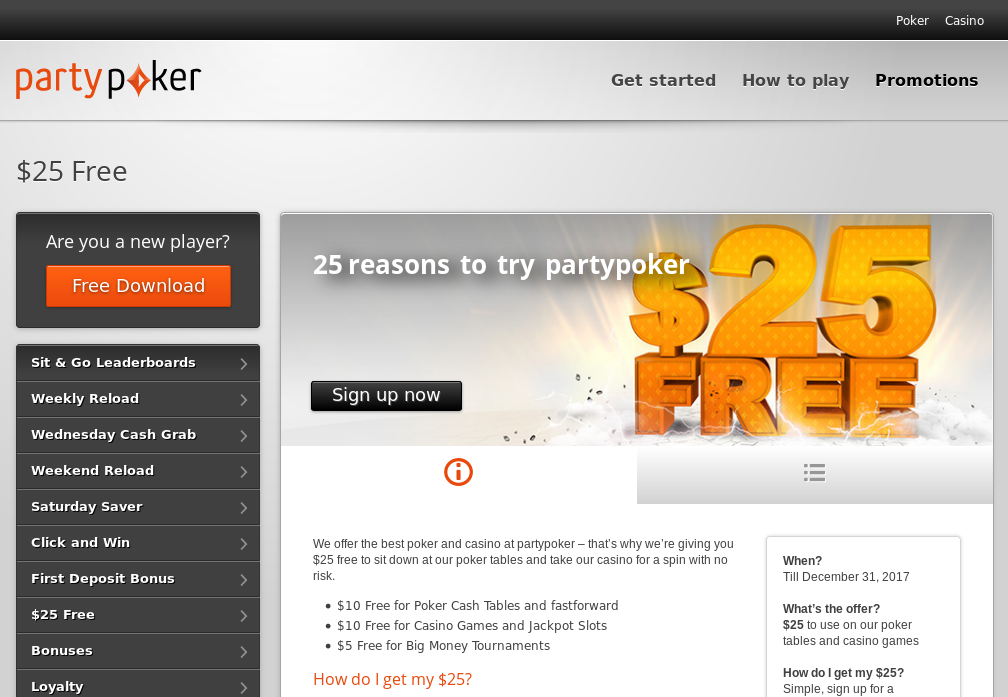 Poker Casino
partypoker
Get started How to play Promotions
$25 Free
Are you a new player?
Free Download
Sit & Go Leaderboards
Weekly Reload
Wednesday Cash Grab
Weekend Reload
Saturday Saver
Click and Win
First Deposit Bonus
$25 Free
Bonuses
Loyalty
25 reasons to try partypoker
$25
FREE
Sign up now
We offer the best poker and casino at partypoker – that’s why we’re giving you
$25 free to sit down at our poker tables and take our casino for a spin with no
risk.
• $10 Free for Poker Cash Tables and fastforward
• $10 Free for Casino Games and Jackpot Slots
• $5 Free for Big Money Tournaments
How do I get my $25?
When?
Till December 31, 2017
What’s the offer?
$25 to use on our poker
tables and casino games
How do I get my $25?
Simple, sign up for a